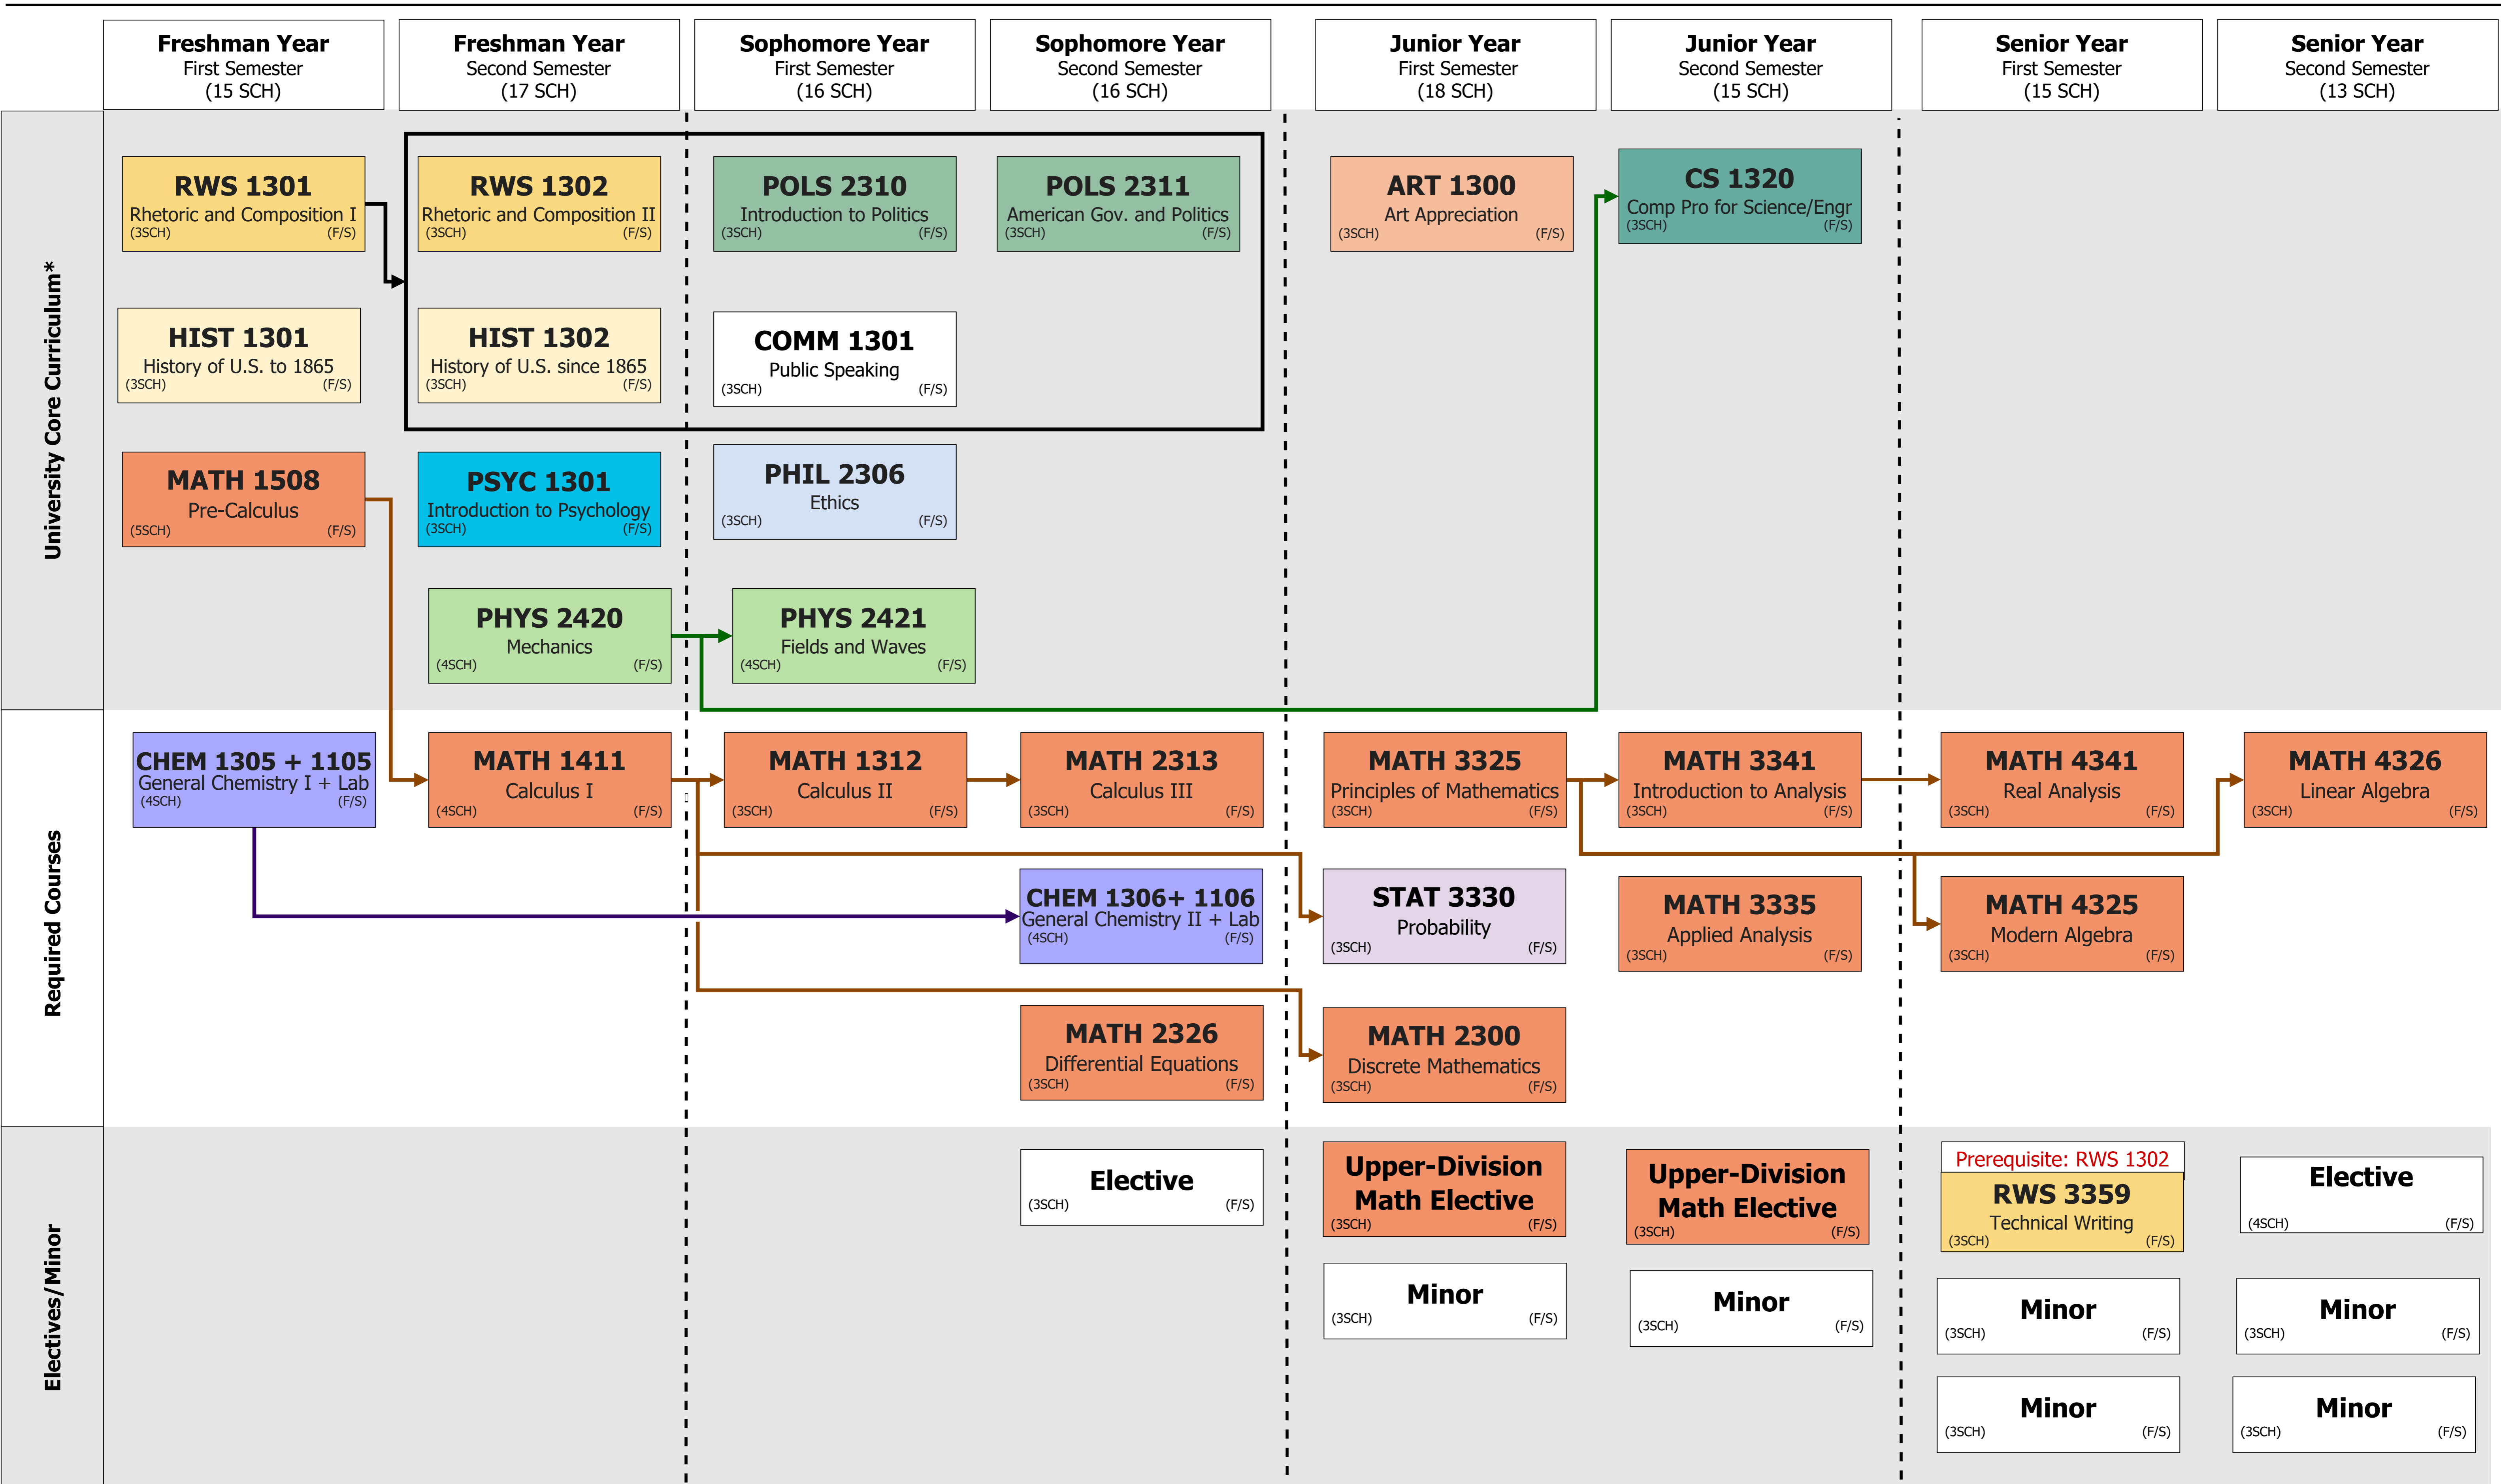 Freshman Year
First Semester
(15 SCH)
Freshman Year
Second Semester
(17 SCH)
Sophomore Year
First Semester
(16 SCH)
Sophomore Year
Second Semester
(16 SCH)
Junior Year
First Semester
(18 SCH)
Junior Year
Second Semester
(15 SCH)
Senior Year
First Semester
(15 SCH)
Senior Year
Second Semester
(13 SCH)
University Core Curriculum*
RWS 1301
Rhetoric and Composition I
(3SCH) (F/S)
RWS 1302
Rhetoric and Composition II
(3SCH) (F/S)
POLS 2310
Introduction to Politics
(3SCH) (F/S)
POLS 2311
American Gov. and Politics
(3SCH) (F/S)
ART 1300
Art Appreciation
(3SCH) (F/S)
CS 1320
Comp Pro for Science/Engr
(3SCH) (F/S)
HIST 1301
History of U.S. to 1865
(3SCH) (F/S)
HIST 1302
History of U.S. since 1865
(3SCH) (F/S)
COMM 1301
Public Speaking
(3SCH) (F/S)
MATH 1508
Pre-Calculus
(5SCH) (F/S)
PSYC 1301
Introduction to Psychology
(3SCH) (F/S)
PHIL 2306
Ethics
(3SCH) (F/S)
PHYS 2420
Mechanics
(4SCH) (F/S)
PHYS 2421
Fields and Waves
(4SCH) (F/S)
Required Courses
CHEM 1305 + 1105
General Chemistry I + Lab
(4SCH) (F/S)
MATH 1411
Calculus I
(4SCH) (F/S)
MATH 1312
Calculus II
(3SCH) (F/S)
MATH 2313
Calculus III
(3SCH) (F/S)
MATH 3325
Principles of Mathematics
(3SCH) (F/S)
MATH 3341
Introduction to Analysis
(3SCH) (F/S)
MATH 4341
Real Analysis
(3SCH) (F/S)
MATH 4326
Linear Algebra
(3SCH) (F/S)
CHEM 1306+ 1106
General Chemistry II + Lab
(4SCH) (F/S)
STAT 3330
Probability
(3SCH) (F/S)
MATH 3335
Applied Analysis
(3SCH) (F/S)
MATH 4325
Modern Algebra
(3SCH) (F/S)
MATH 2326
Differential Equations
(3SCH) (F/S)
MATH 2300
Discrete Mathematics
(3SCH) (F/S)
Electives/Minor
Elective
(3SCH) (F/S)
Upper-Division
Math Elective
(3SCH) (F/S)
Upper-Division
Math Elective
(3SCH) (F/S)
Prerequisite: RWS 1302
RWS 3359
Technical Writing
(3SCH) (F/S)
Elective
(4SCH) (F/S)
Minor
(3SCH) (F/S)
Minor
(3SCH) (F/S)
Minor
(3SCH) (F/S)
Minor
(3SCH) (F/S)
Minor
(3SCH) (F/S)
Minor
(3SCH) (F/S)